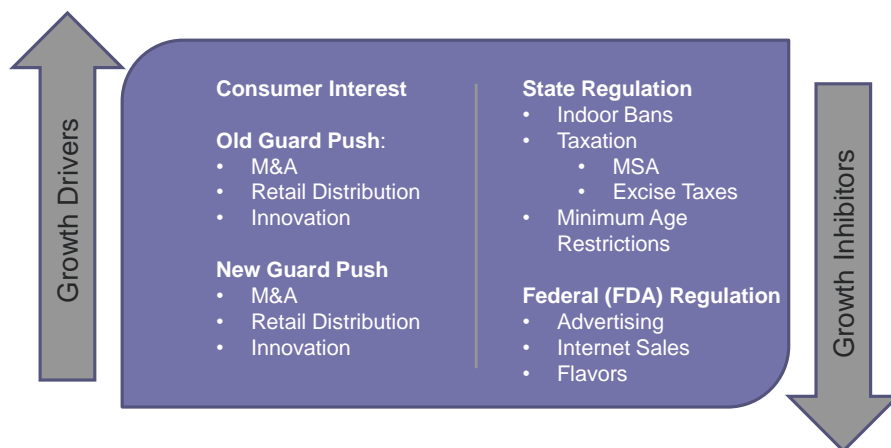 Growth Drivers
Consumer Interest
Old Guard Push:
• M&A
• Retail Distribution
• Innovation
New Guard Push
• M&A
• Retail Distribution
• Innovation
State Regulation
• Indoor Bans
• Taxation
• MSA
• Excise Taxes
• Minimum Age
Restrictions
Federal (FDA) Regulation
• Advertising
• Internet Sales
• Flavors
Growth Inhibitors